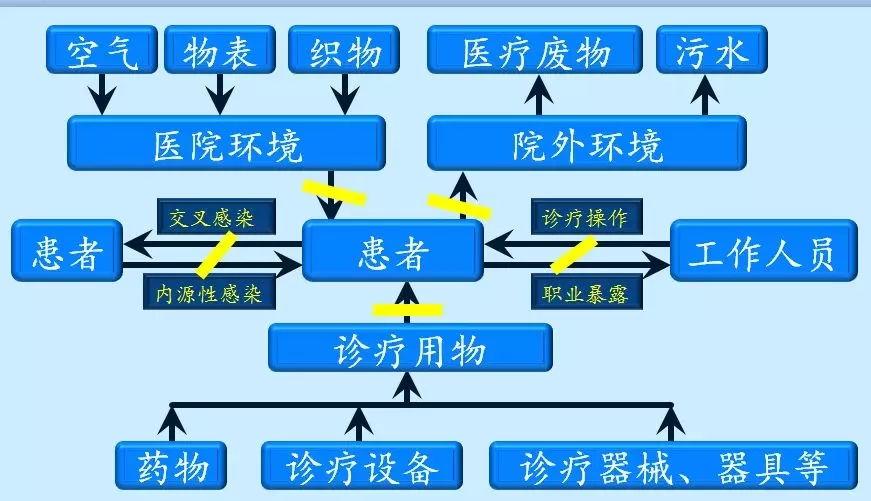 空气
物表
织物
医疗废物
污水
医院环境
院外环境
交叉感染
诊疗操作
患者
患者
工作人员
内源性感染
职业暴露
诊疗用物
药物
诊疗设备
诊疗器械、器具等